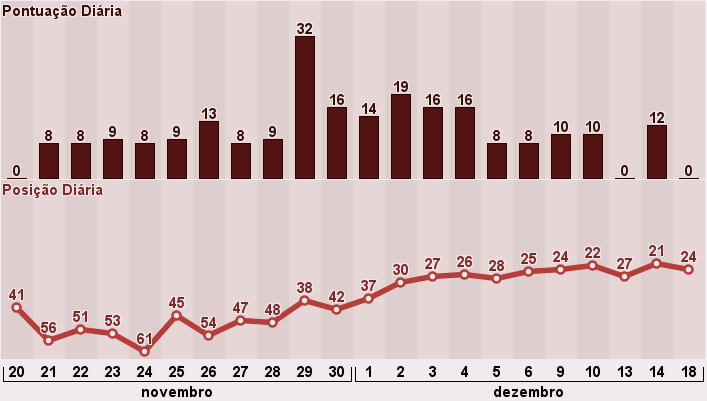 Pontuação Diária
0 8 8 9 8 9 13 8 9 32 16 14 19 16 16 8 8 10 10 0 12 0
Posição Diária
41 56 51 53 61 45 54 47 48 38 42 37 30 27 26 28 25 24 22 27 21 24
20 21 22 23 24 25 26 27 28 29 30 1 2 3 4 5 6 9 10 13 14 18
novembro dezembro